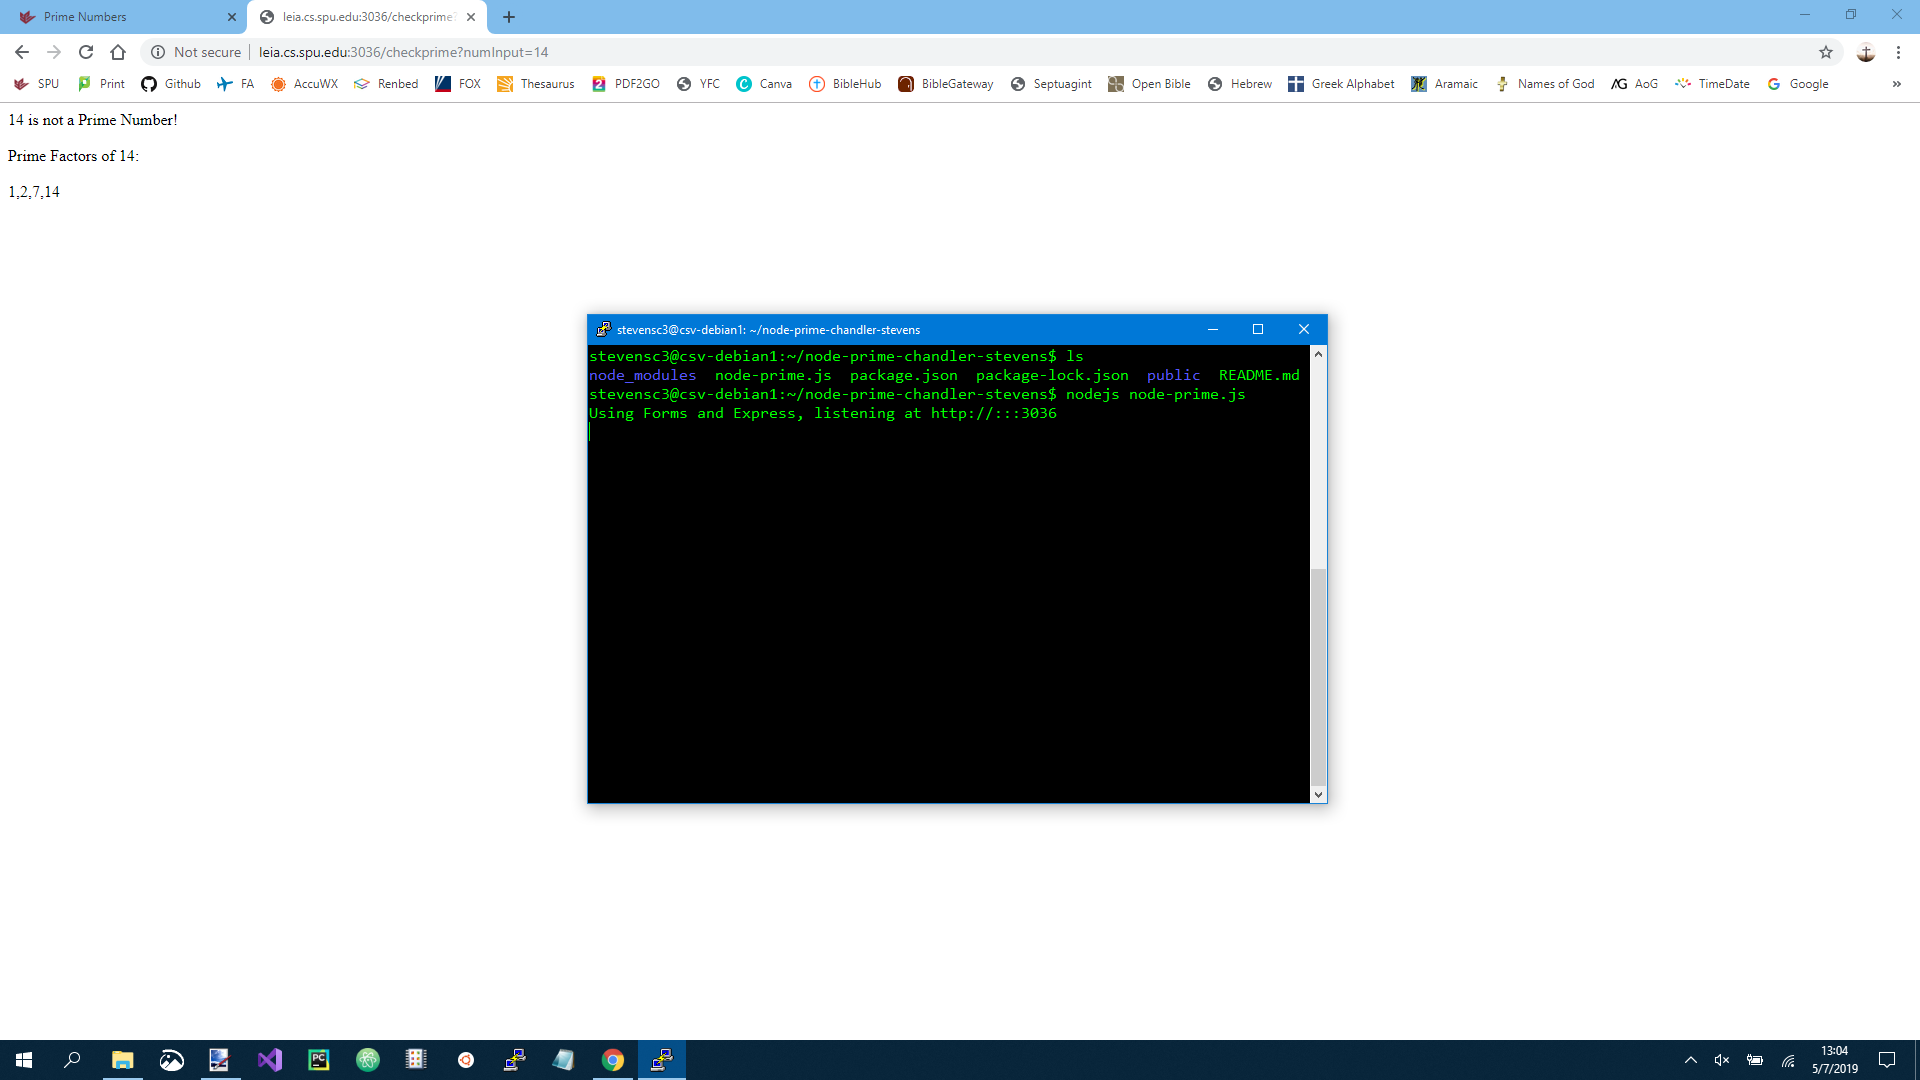 Prime Numbers
leia.cs.spu.edu:3036/checkprime?
Not secure leia.cs.spu.edu:3036/checkprime?numInput=14
SPU Print Github FA AccuWX Renbed FOX Thesaurus PDF2GO YFC Canva BibleHub BibleGateway Septuagint Open Bible Hebrew Greek Alphabet Aramaic Names of God AG AoG TimeDate Google »
14 is not a Prime Number!
Prime Factors of 14:
1,2,7,14
stevensc3@csv-debian1: ~/node-prime-chandler-stevens
stevensc3@csv-debian1:~/node-prime-chandler-stevens$ ls
node_modules node-prime.js package.json package-lock.json public README.md
stevensc3@csv-debian1:~/node-prime-chandler-stevens$ nodejs node-prime.js
Using Forms and Express, listening at http://:::3036
PC
13:04
5/7/2019